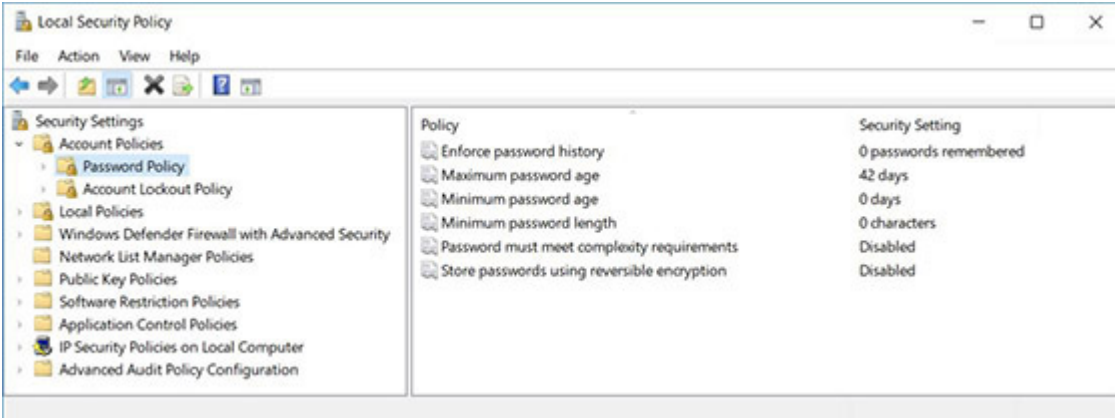 Local Security Policy
File Action View Help
Security Settings
Account Policies
Password Policy
Account Lockout Policy
Local Policies
Windows Defender Firewall with Advanced Security
Network List Manager Policies
Public Key Policies
Software Restriction Policies
Application Control Policies
IP Security Policies on Local Computer
Advanced Audit Policy Configuration
Policy Security Setting
Enforce password history 0 passwords remembered
Maximum password age 42 days
Minimum password age 0 days
Minimum password length 0 characters
Password must meet complexity requirements Disabled
Store passwords using reversible encryption Disabled